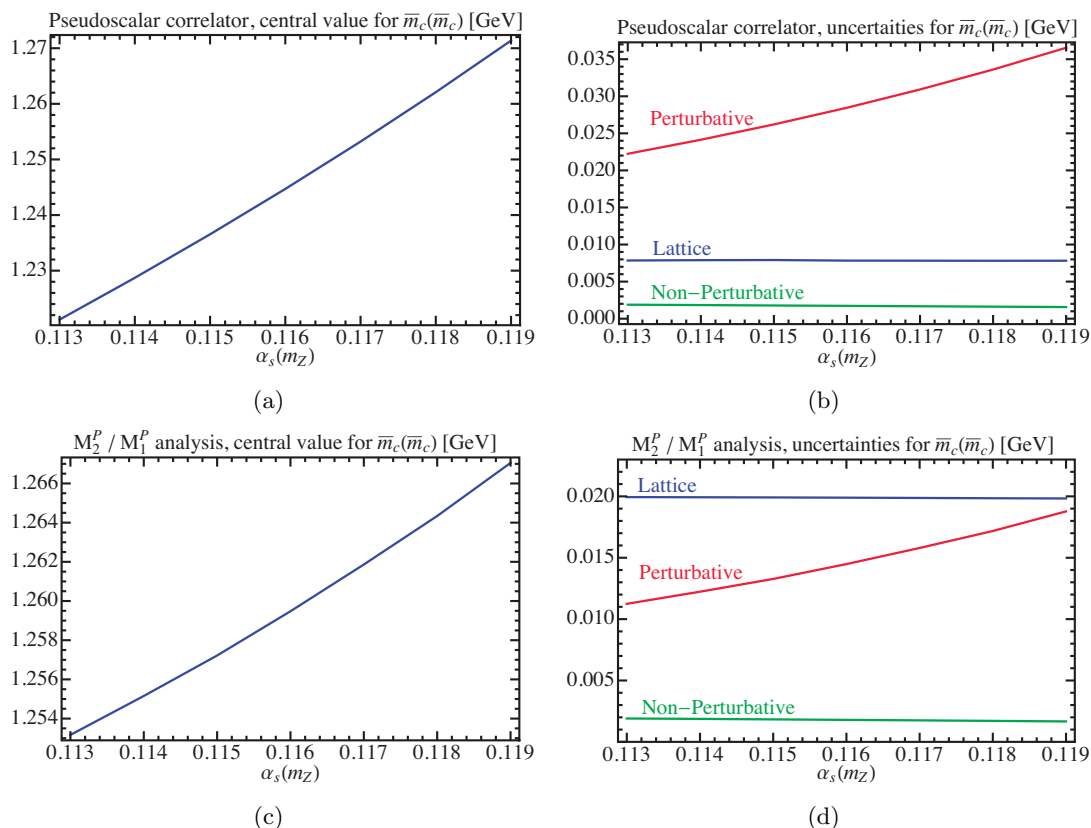 Pseudoscalar correlator, central value for m̅c(m̅c) [GeV]
1.27
1.26
1.25
1.24
1.23
0.113 0.114 0.115 0.116 0.117 0.118 0.119
αs(mZ)
(a)
Pseudoscalar correlator, uncertaities for m̅c(m̅c) [GeV]
0.035
0.030
0.025
0.020
0.015
0.010
0.005
0.000
Perturbative
Lattice
Non−Perturbative
0.113 0.114 0.115 0.116 0.117 0.118 0.119
αs(mZ)
(b)
M2P / M1P analysis, central value for m̅c(m̅c) [GeV]
1.266
1.264
1.262
1.260
1.258
1.256
1.254
0.113 0.114 0.115 0.116 0.117 0.118 0.119
αs(mZ)
(c)
M2P / M1P analysis, uncertainties for m̅c(m̅c) [GeV]
0.020
0.015
0.010
0.005
Lattice
Perturbative
Non−Perturbative
0.113 0.114 0.115 0.116 0.117 0.118 0.119
αs(mZ)
(d)